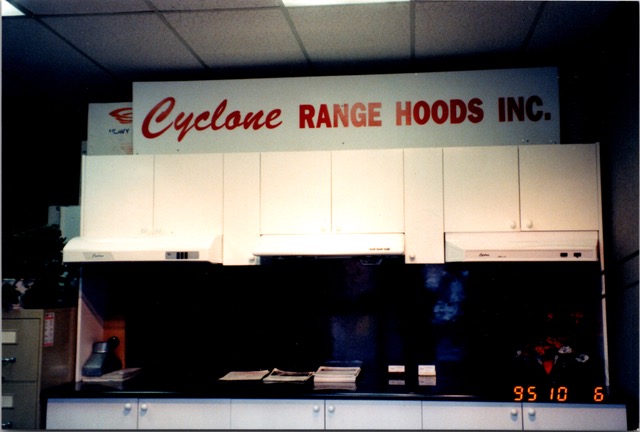 Cyclone RANGE HOODS INC.
95 10 6